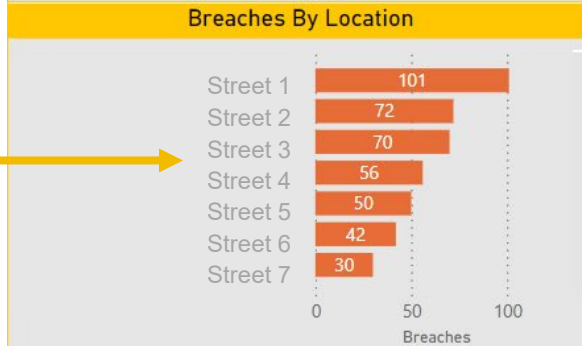 Breaches By Location
Street 1 101
Street 2 72
Street 3 70
Street 4 56
Street 5 50
Street 6 42
Street 7 30
0 50 100
Breaches